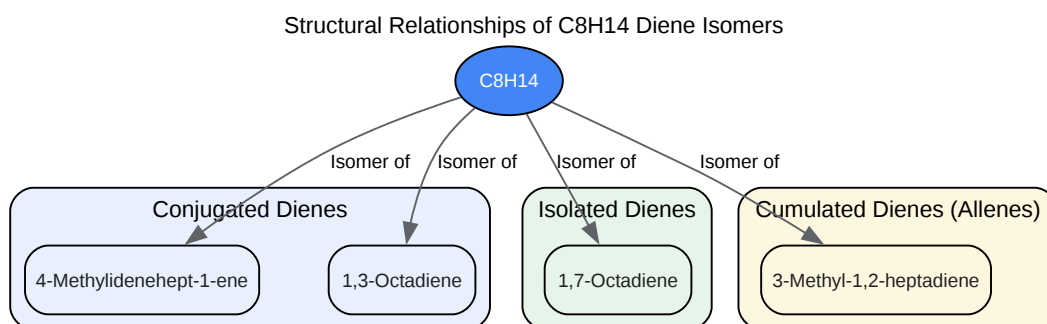 Structural Relationships of C8H14 Diene Isomers
C8H14
Isomer of
Isomer of
Isomer of
Isomer of
Conjugated Dienes
Isolated Dienes
Cumulated Dienes (Allenes)
4-Methylidenehept-1-ene
1,3-Octadiene
1,7-Octadiene
3-Methyl-1,2-heptadiene